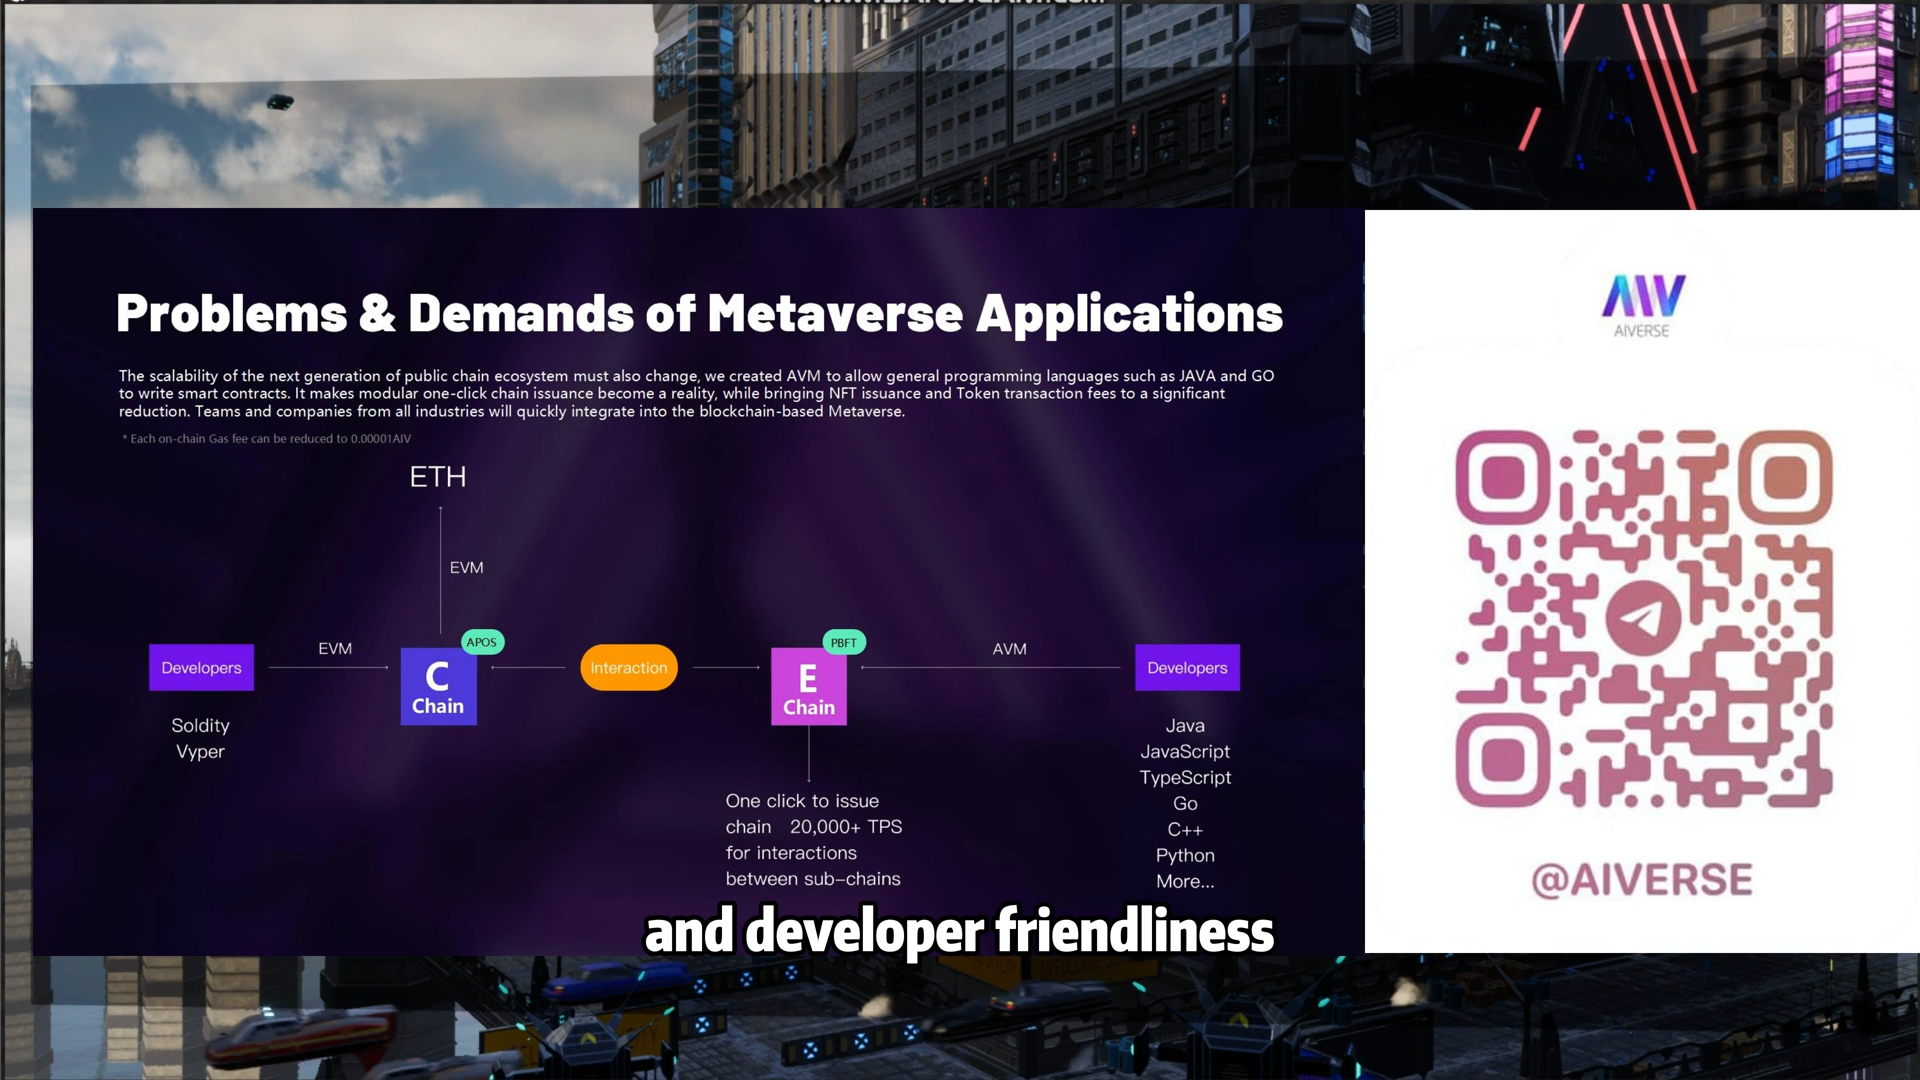 Problems & Demands of Metaverse Applications
The scalability of the next generation of public chain ecosystem must also change, we created AVM to allow general programming languages such as JAVA and GO
to write smart contracts. It makes modular one-click chain issuance become a reality, while bringing NFT issuance and Token transaction fees to a significant
reduction. Teams and companies from all industries will quickly integrate into the blockchain-based Metaverse.
* Each on-chain Gas fee can be reduced to 0.00001AIV
ETH
EVM
Developers
EVM
C
Chain
APOS
Interaction
E
Chain
PBFT
AVM
Developers
Soldity
Vyper
One click to issue
chain 20,000+ TPS
for interactions
between sub-chains
Java
JavaScript
TypeScript
Go
C++
Python
More...
and developer friendliness
AIV
AIVERSE
@AIVERSE